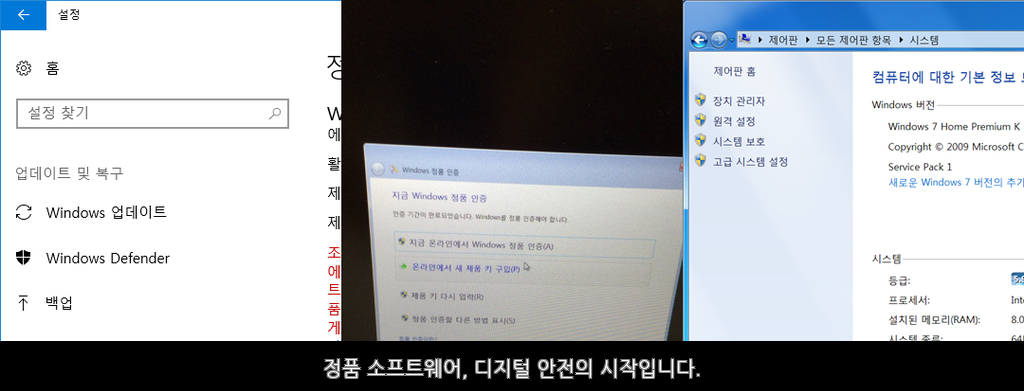 설정
홈
설정 찾기
업데이트 및 복구
Windows 업데이트
Windows Defender
백업
정
W
에
활
제
제
조
에
트
품
게
Windows 정품 인증
지금 Windows 정품 인증
인증 기간이 만료되었습니다. Windows를 정품 인증해야 합니다.
지금 온라인에서 Windows 정품 인증(A)
온라인에서 새 제품 키 구입(P)
제품 키 다시 입력(R)
정품 인증할 다른 방법 표시(S)
제어판 ▸ 모든 제어판 항목 ▸ 시스템
제어판 홈
장치 관리자
원격 설정
시스템 보호
고급 시스템 설정
컴퓨터에 대한 기본 정보
Windows 버전
Windows 7 Home Premium K
Copyright © 2009 Microsoft C
Service Pack 1
새로운 Windows 7 버전의 추가
시스템
등급:
프로세서: Inte
설치된 메모리(RAM): 8.0
시스템 종류: 64
정품 소프트웨어, 디지털 안전의 시작입니다.